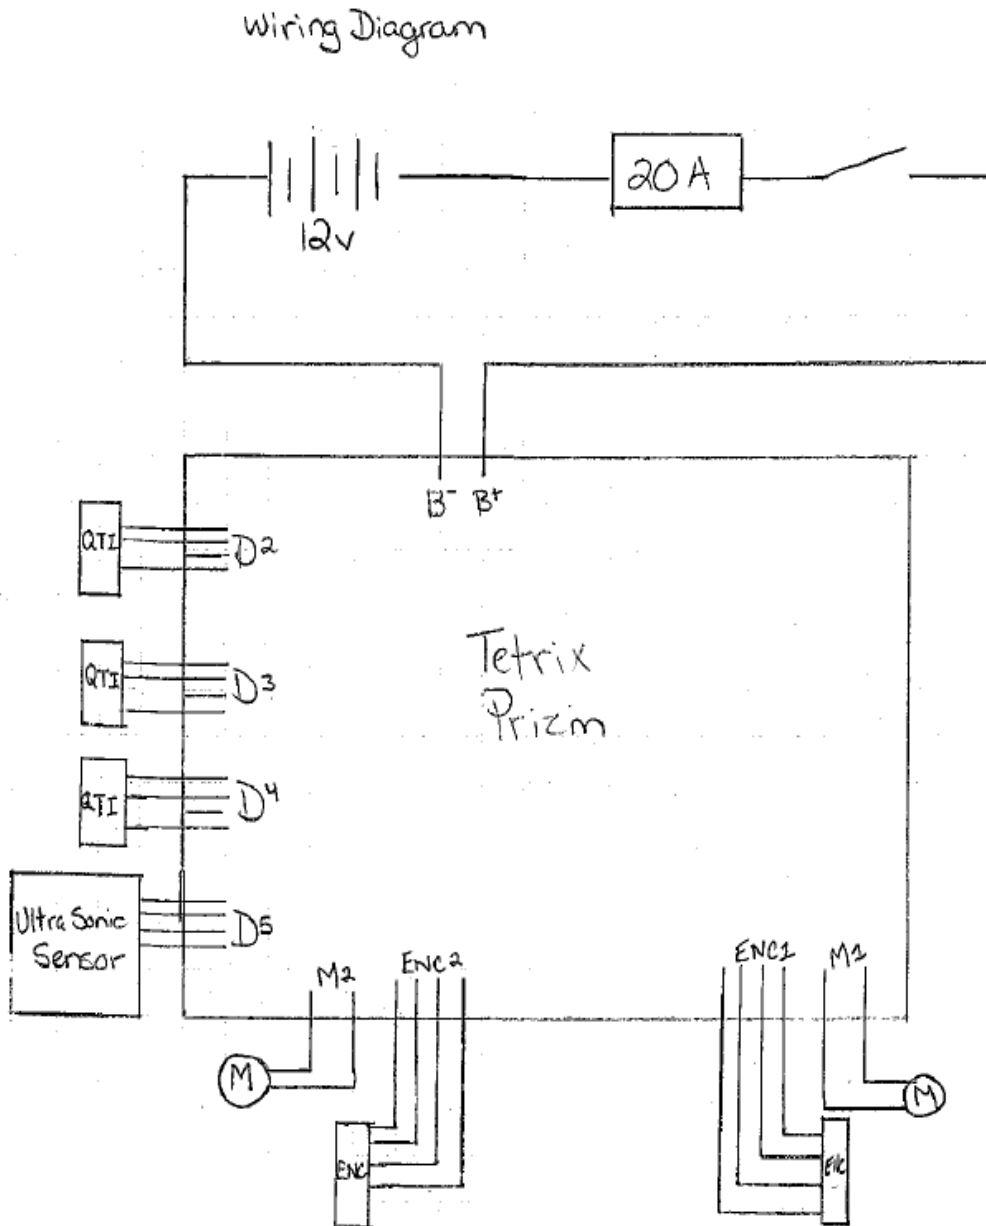 Wiring Diagram
20A
12v
B- B+
QTI D2
Tetrix
Prizm
QTI D3
QTI D4
Ultra Sonic
Sensor
D5
M2 ENC2 ENC1 M1
M
M
ENC
ENC